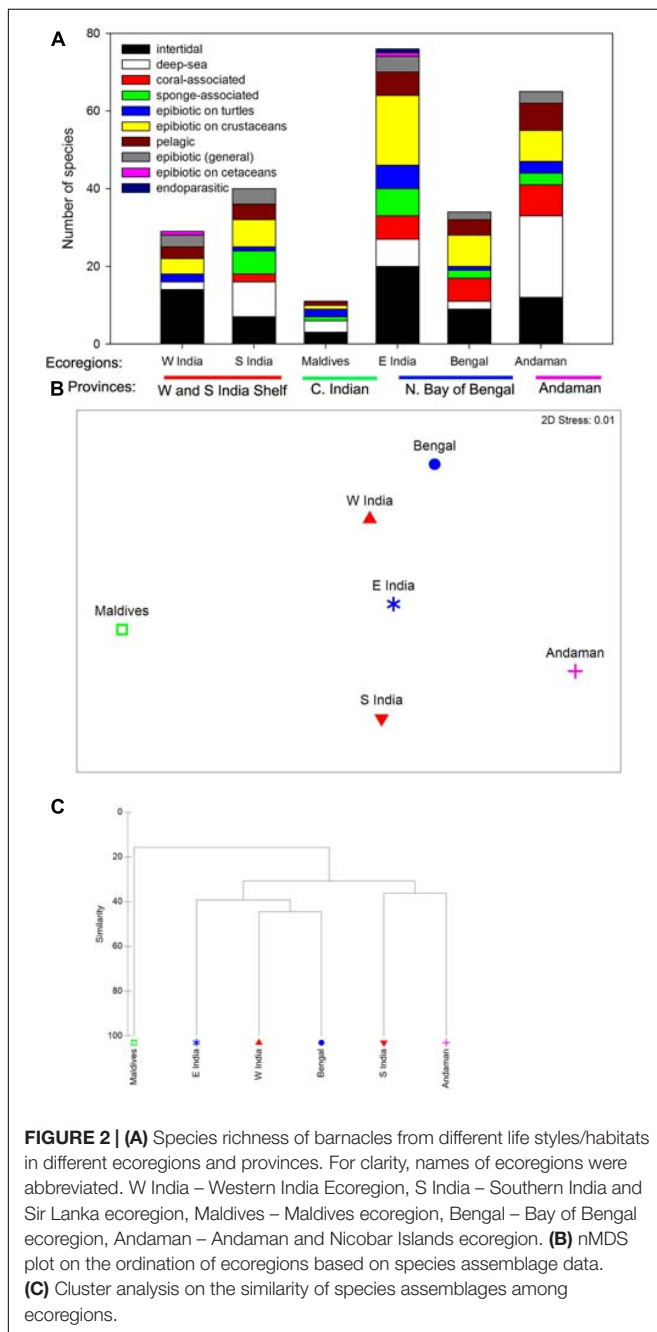 A
80
60
40
20
0
Number of species
intertidal
deep-sea
coral-associated
sponge-associated
epibiotic on turtles
epibiotic on crustaceans
pelagic
epibiotic (general)
epibiotic on cetaceans
endoparasitic
Ecoregions: W India S India Maldives E India Bengal Andaman
B Provinces: W and S India Shelf C. Indian N. Bay of Bengal Andaman
2D Stress: 0.01
Bengal
W India
E India
Maldives
Andaman
S India
C
0
20
40
60
80
100
Similarity
Maldives
E India
W India
Bengal
S India
Andaman
FIGURE 2 | (A) Species richness of barnacles from different life styles/habitats
in different ecoregions and provinces. For clarity, names of ecoregions were
abbreviated. W India – Western India Ecoregion, S India – Southern India and
Sir Lanka ecoregion, Maldives – Maldives ecoregion, Bengal – Bay of Bengal
ecoregion, Andaman – Andaman and Nicobar Islands ecoregion. (B) nMDS
plot on the ordination of ecoregions based on species assemblage data.
(C) Cluster analysis on the similarity of species assemblages among
ecoregions.